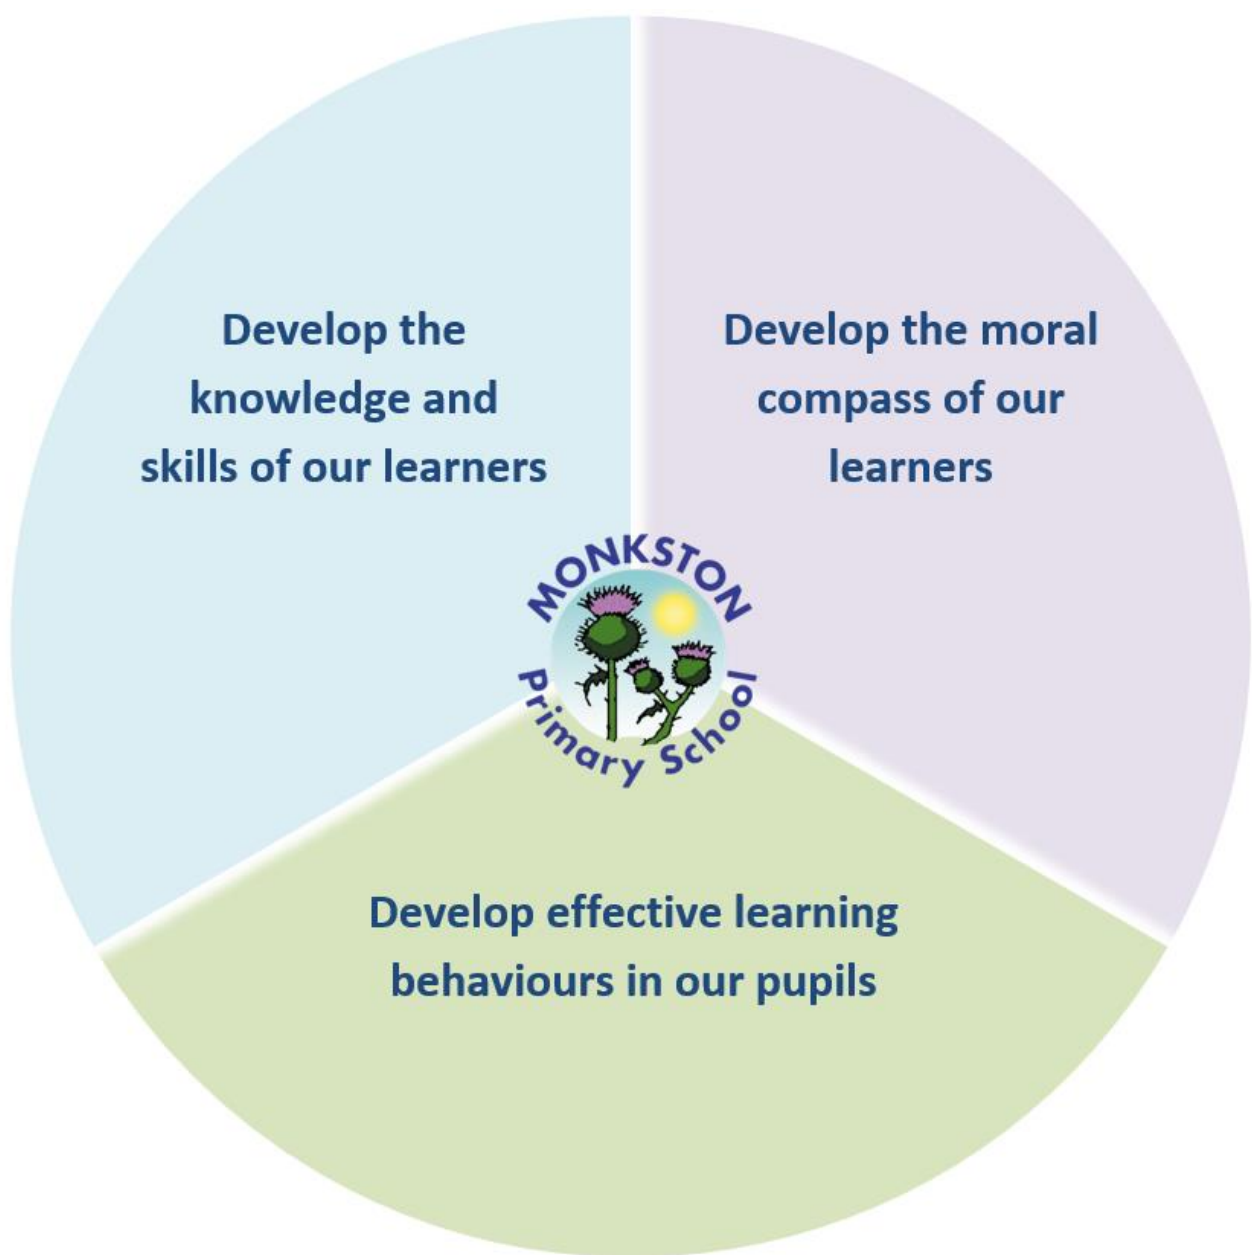 Develop the
knowledge and
skills of our learners
Develop the moral
compass of our
learners
MONKSTON
Primary School
Develop effective learning
behaviours in our pupils